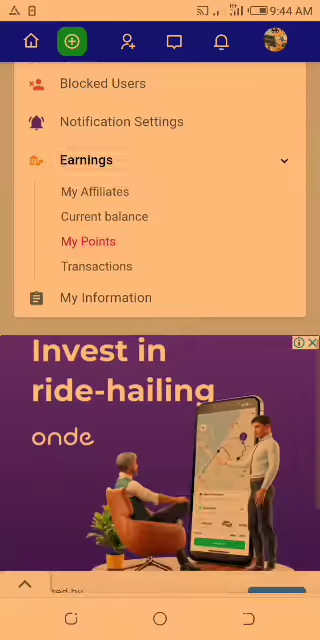 9:44 AM
Blocked Users
Notification Settings
Earnings
My Affiliates
Current balance
My Points
Transactions
My Information
Invest in
ride-hailing
onde